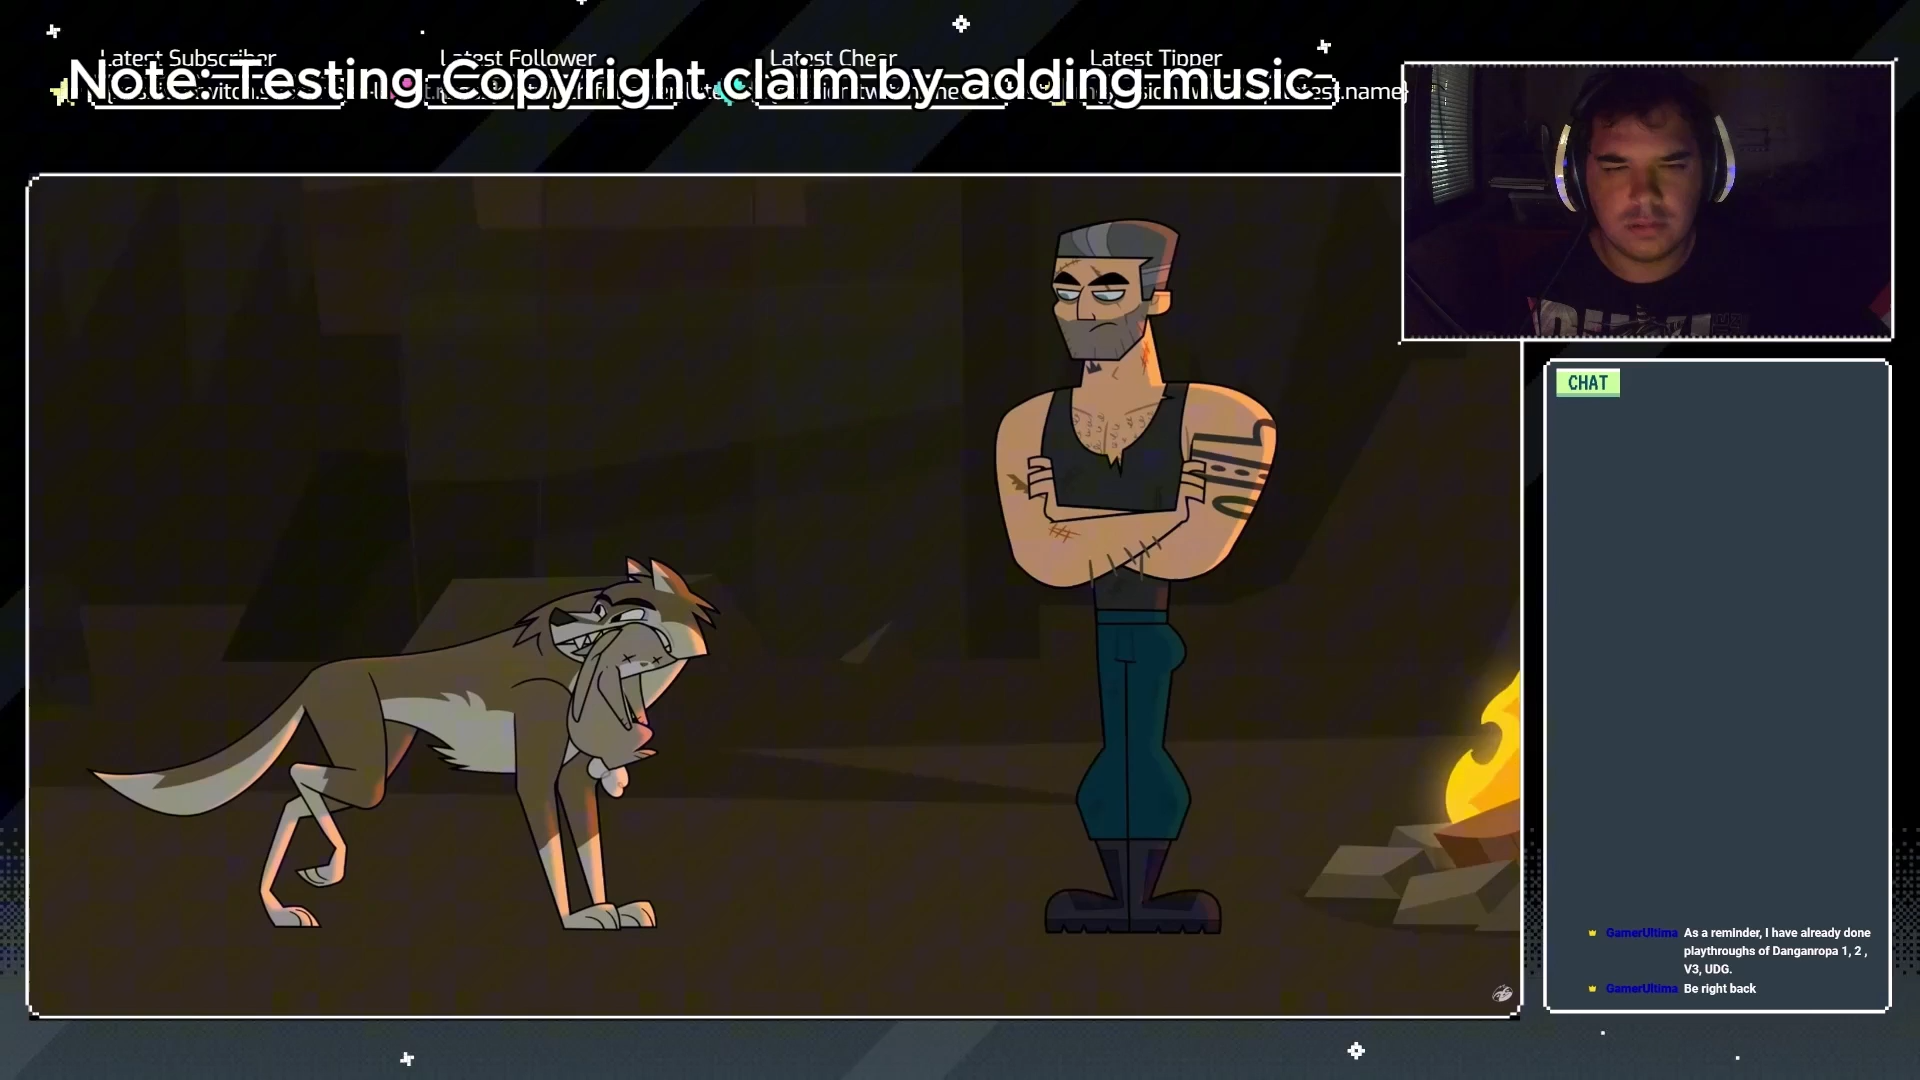 Latest Subscriber
Latest Follower
Latest Cheer
Latest Tipper
Note: Testing Copyright claim by adding music
CHAT
GamerUltima As a reminder, I have already done
playthroughs of Danganropa 1, 2 ,
V3, UDG.
GamerUltima Be right back